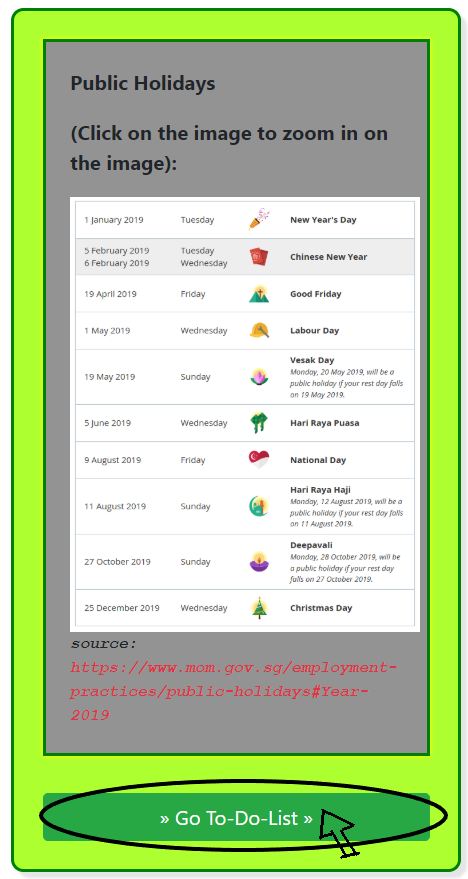 Public Holidays
(Click on the image to zoom in on
the image):
1 January 2019 Tuesday New Year's Day
5 February 2019 Tuesday
6 February 2019 Wednesday Chinese New Year
19 April 2019 Friday Good Friday
1 May 2019 Wednesday Labour Day
19 May 2019 Sunday Vesak Day
Monday, 20 May 2019, will be a
public holiday if your rest day falls
on 19 May 2019.
5 June 2019 Wednesday Hari Raya Puasa
9 August 2019 Friday National Day
11 August 2019 Sunday Hari Raya Haji
Monday, 12 August 2019, will be a
public holiday if your rest day falls
on 11 August 2019.
27 October 2019 Sunday Deepavali
Monday, 28 October 2019, will be
a public holiday if your rest day
falls on 27 October 2019.
25 December 2019 Wednesday Christmas Day
source:
https://www.mom.gov.sg/employment-
practices/public-holidays#Year-
2019
» Go To-Do-List »